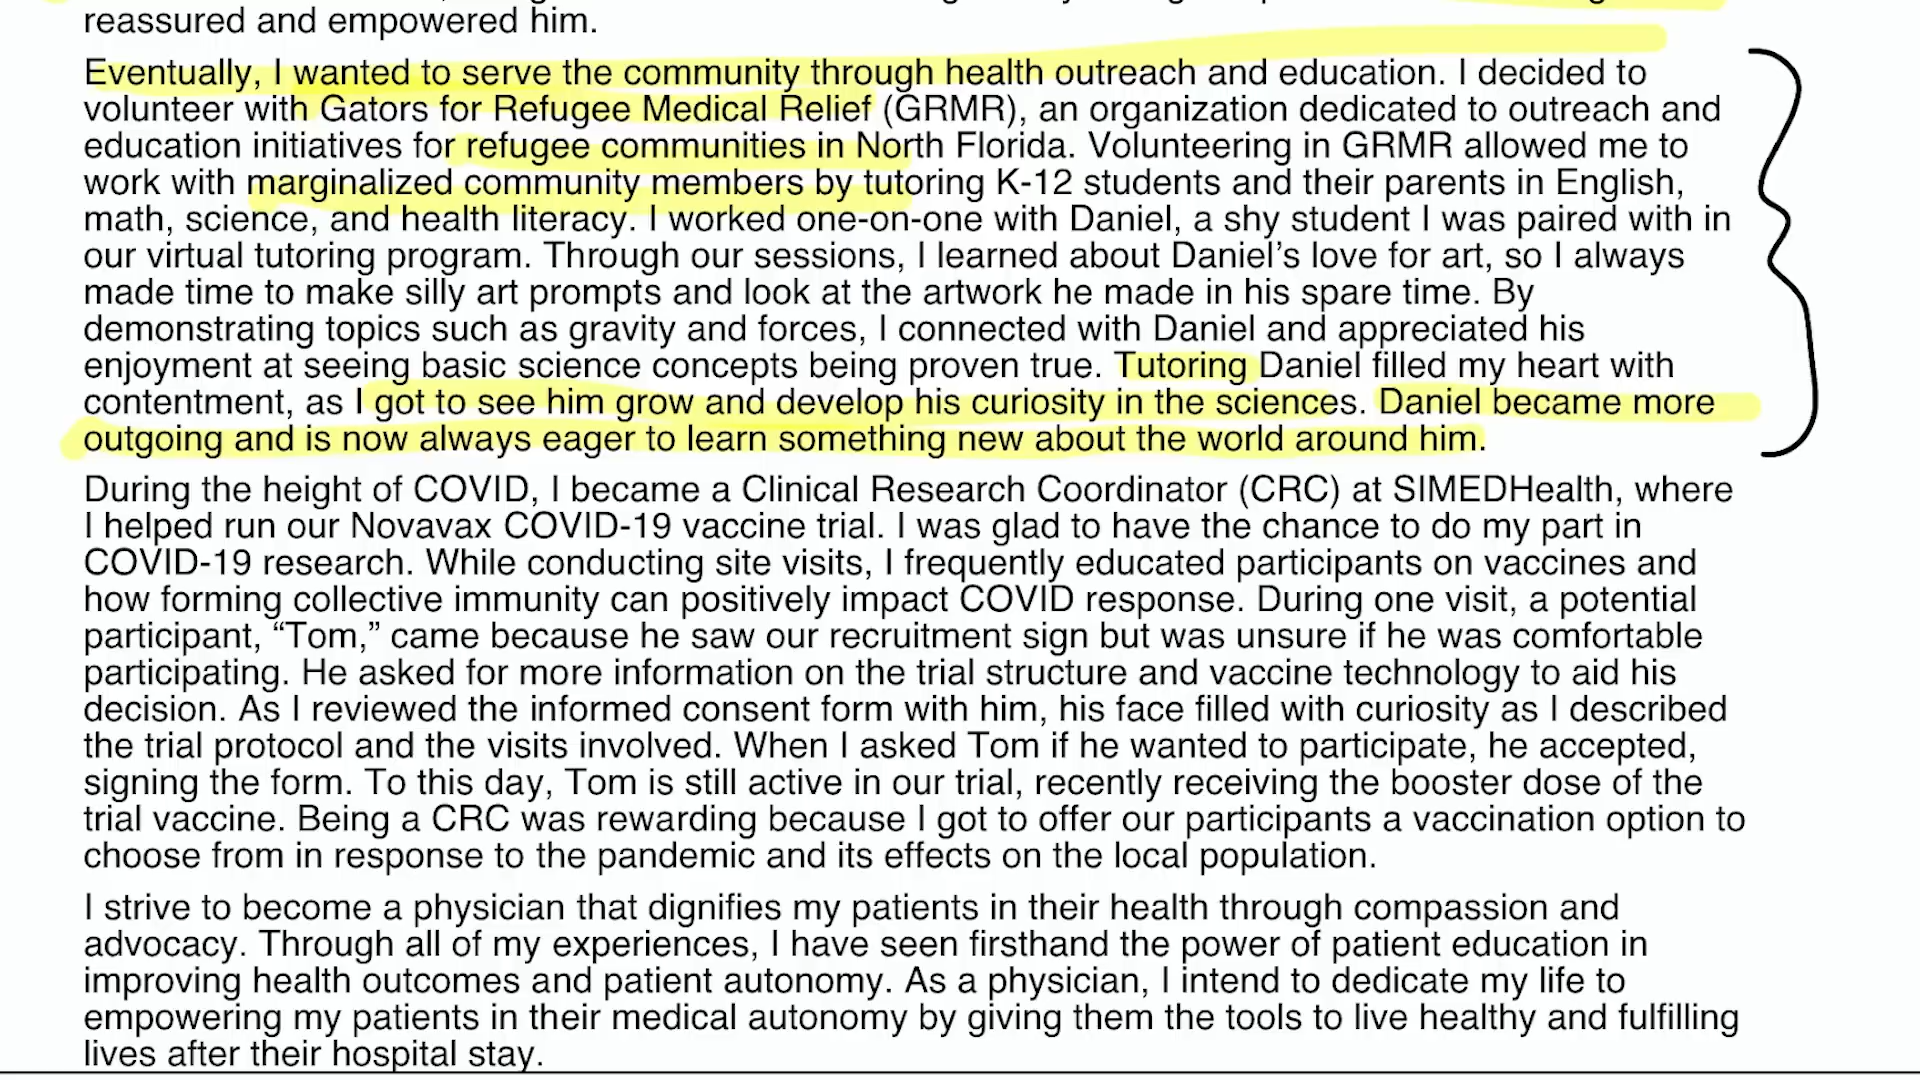 reassured and empowered him.
Eventually, I wanted to serve the community through health outreach and education. I decided to
volunteer with Gators for Refugee Medical Relief (GRMR), an organization dedicated to outreach and
education initiatives for refugee communities in North Florida. Volunteering in GRMR allowed me to
work with marginalized community members by tutoring K-12 students and their parents in English,
math, science, and health literacy. I worked one-on-one with Daniel, a shy student I was paired with in
our virtual tutoring program. Through our sessions, I learned about Daniel’s love for art, so I always
made time to make silly art prompts and look at the artwork he made in his spare time. By
demonstrating topics such as gravity and forces, I connected with Daniel and appreciated his
enjoyment at seeing basic science concepts being proven true. Tutoring Daniel filled my heart with
contentment, as I got to see him grow and develop his curiosity in the sciences. Daniel became more
outgoing and is now always eager to learn something new about the world around him.
During the height of COVID, I became a Clinical Research Coordinator (CRC) at SIMEDHealth, where
I helped run our Novavax COVID-19 vaccine trial. I was glad to have the chance to do my part in
COVID-19 research. While conducting site visits, I frequently educated participants on vaccines and
how forming collective immunity can positively impact COVID response. During one visit, a potential
participant, “Tom,” came because he saw our recruitment sign but was unsure if he was comfortable
participating. He asked for more information on the trial structure and vaccine technology to aid his
decision. As I reviewed the informed consent form with him, his face filled with curiosity as I described
the trial protocol and the visits involved. When I asked Tom if he wanted to participate, he accepted,
signing the form. To this day, Tom is still active in our trial, recently receiving the booster dose of the
trial vaccine. Being a CRC was rewarding because I got to offer our participants a vaccination option to
choose from in response to the pandemic and its effects on the local population.
I strive to become a physician that dignifies my patients in their health through compassion and
advocacy. Through all of my experiences, I have seen firsthand the power of patient education in
improving health outcomes and patient autonomy. As a physician, I intend to dedicate my life to
empowering my patients in their medical autonomy by giving them the tools to live healthy and fulfilling
lives after their hospital stay.